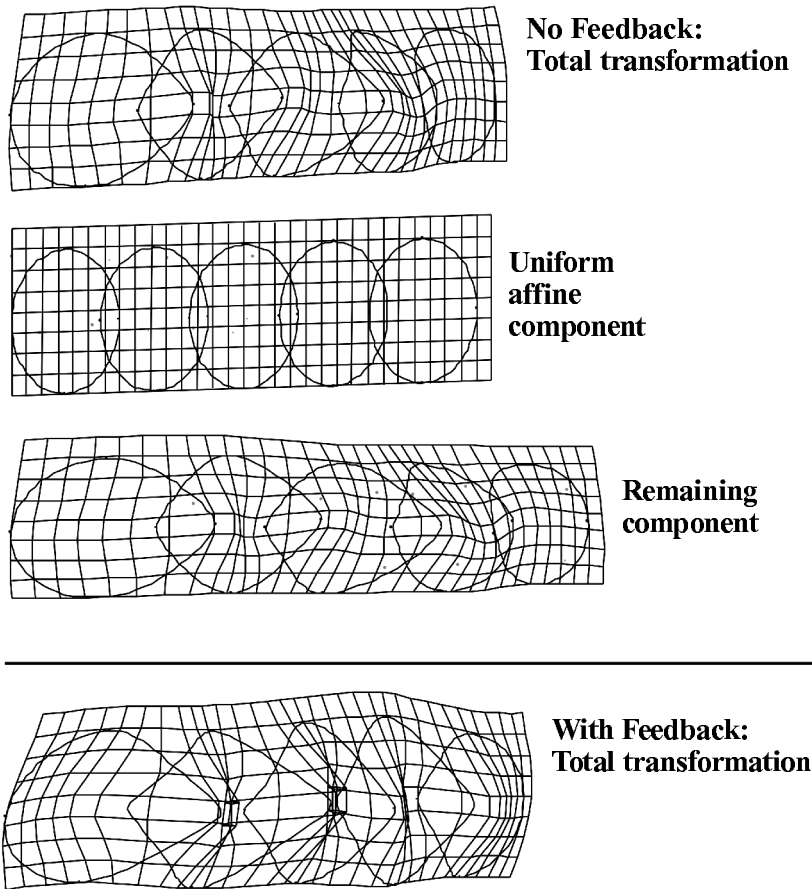 No Feedback:
Total transformation
Uniform
affine
component
Remaining
component
With Feedback:
Total transformation